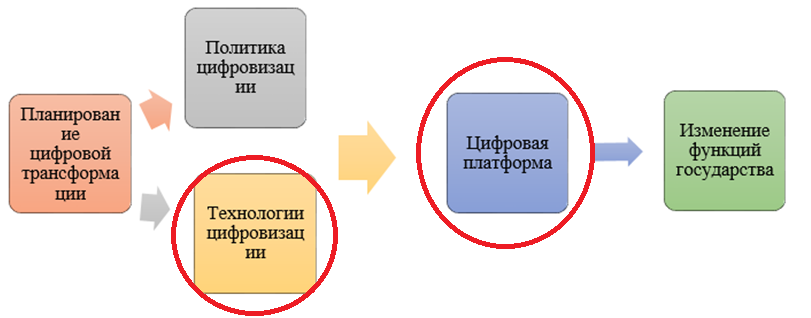 Планирован
ие
цифровой
трансформа
ции
Политика
цифровизац
ии
Технологии
цифровизац
ии
Цифровая
платформа
Изменение
функций
государства